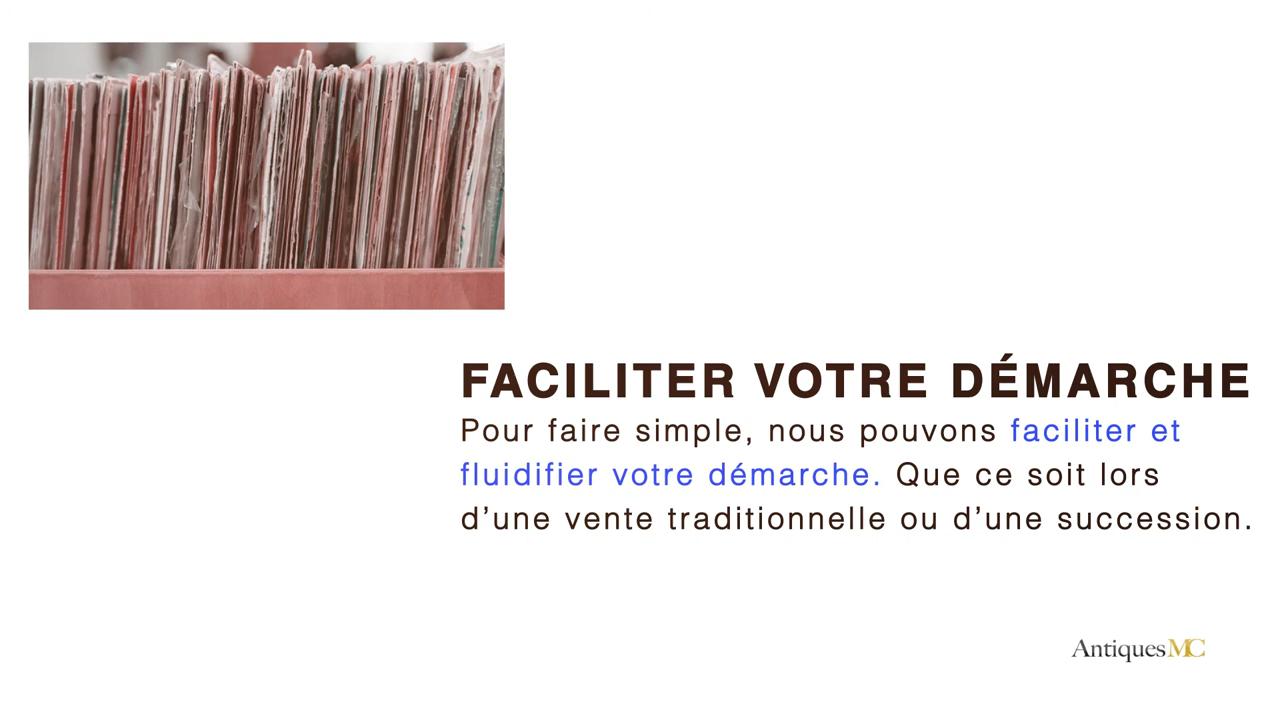 FACILITER VOTRE DÉMARCHE
Pour faire simple, nous pouvons faciliter et
fluidifier votre démarche. Que ce soit lors
d’une vente traditionnelle ou d’une succession.
AntiquesMC